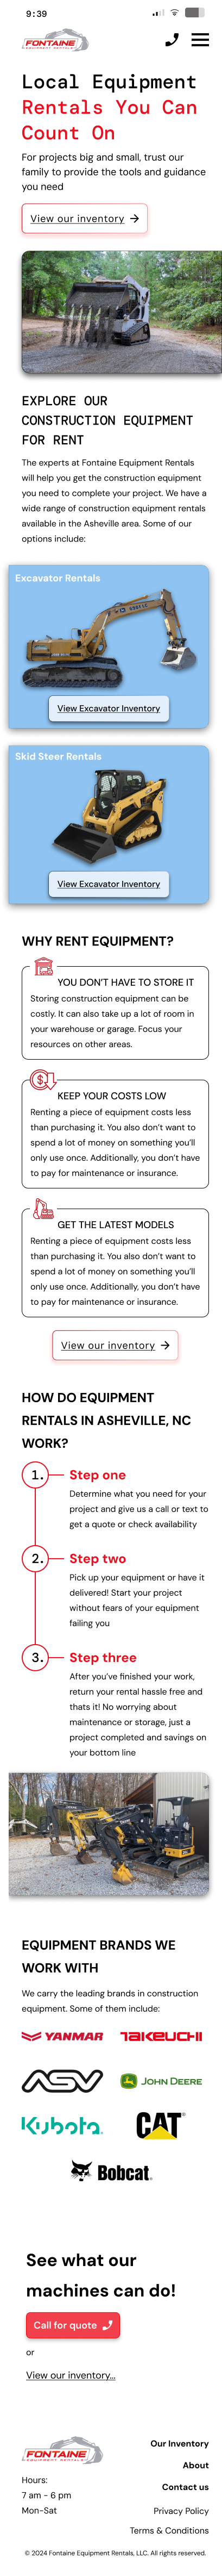 9:39
FONTAINE
EQUIPMENT RENTALS
Local Equipment
Rentals You Can
Count On
For projects big and small, trust our
family to provide the tools and guidance
you need
View our inventory
EXPLORE OUR
CONSTRUCTION EQUIPMENT
FOR RENT
The experts at Fontaine Equipment Rentals
will help you get the construction equipment
you need to complete your project. We have a
wide range of construction equipment rentals
available in the Asheville area. Some of our
options include:
Excavator Rentals
View Excavator Inventory
Skid Steer Rentals
View Excavator Inventory
WHY RENT EQUIPMENT?
YOU DON’T HAVE TO STORE IT
Storing construction equipment can be
costly. It can also take up a lot of room in
your warehouse or garage. Focus your
resources on other areas.
KEEP YOUR COSTS LOW
Renting a piece of equipment costs less
than purchasing it. You also don’t want to
spend a lot of money on something you’ll
only use once. Additionally, you don’t have
to pay for maintenance or insurance.
GET THE LATEST MODELS
Renting a piece of equipment costs less
than purchasing it. You also don’t want to
spend a lot of money on something you’ll
only use once. Additionally, you don’t have
to pay for maintenance or insurance.
View our inventory
HOW DO EQUIPMENT
RENTALS IN ASHEVILLE, NC
WORK?
1. Step one
Determine what you need for your
project and give us a call or text to
get a quote or check availability
2. Step two
Pick up your equipment or have it
delivered! Start your project
without fears of your equipment
failing you
3. Step three
After you’ve finished your work,
return your rental hassle free and
thats it! No worrying about
maintenance or storage, just a
project completed and savings on
your bottom line
EQUIPMENT BRANDS WE
WORK WITH
We carry the leading brands in construction
equipment. Some of them include:
YANMAR TAKEUCHI
ASV JOHN DEERE
Kubota CAT
Bobcat
See what our
machines can do!
Call for quote
or
View our inventory...
FONTAINE
EQUIPMENT RENTALS
Hours:
7 am - 6 pm
Mon-Sat
Our Inventory
About
Contact us
Privacy Policy
Terms & Conditions
© 2024 Fontaine Equipment Rentals, LLC. All rights reserved.